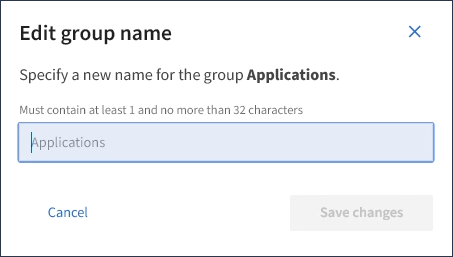 Edit group name
Specify a new name for the group Applications.
Must contain at least 1 and no more than 32 characters
Applications
Cancel
Save changes